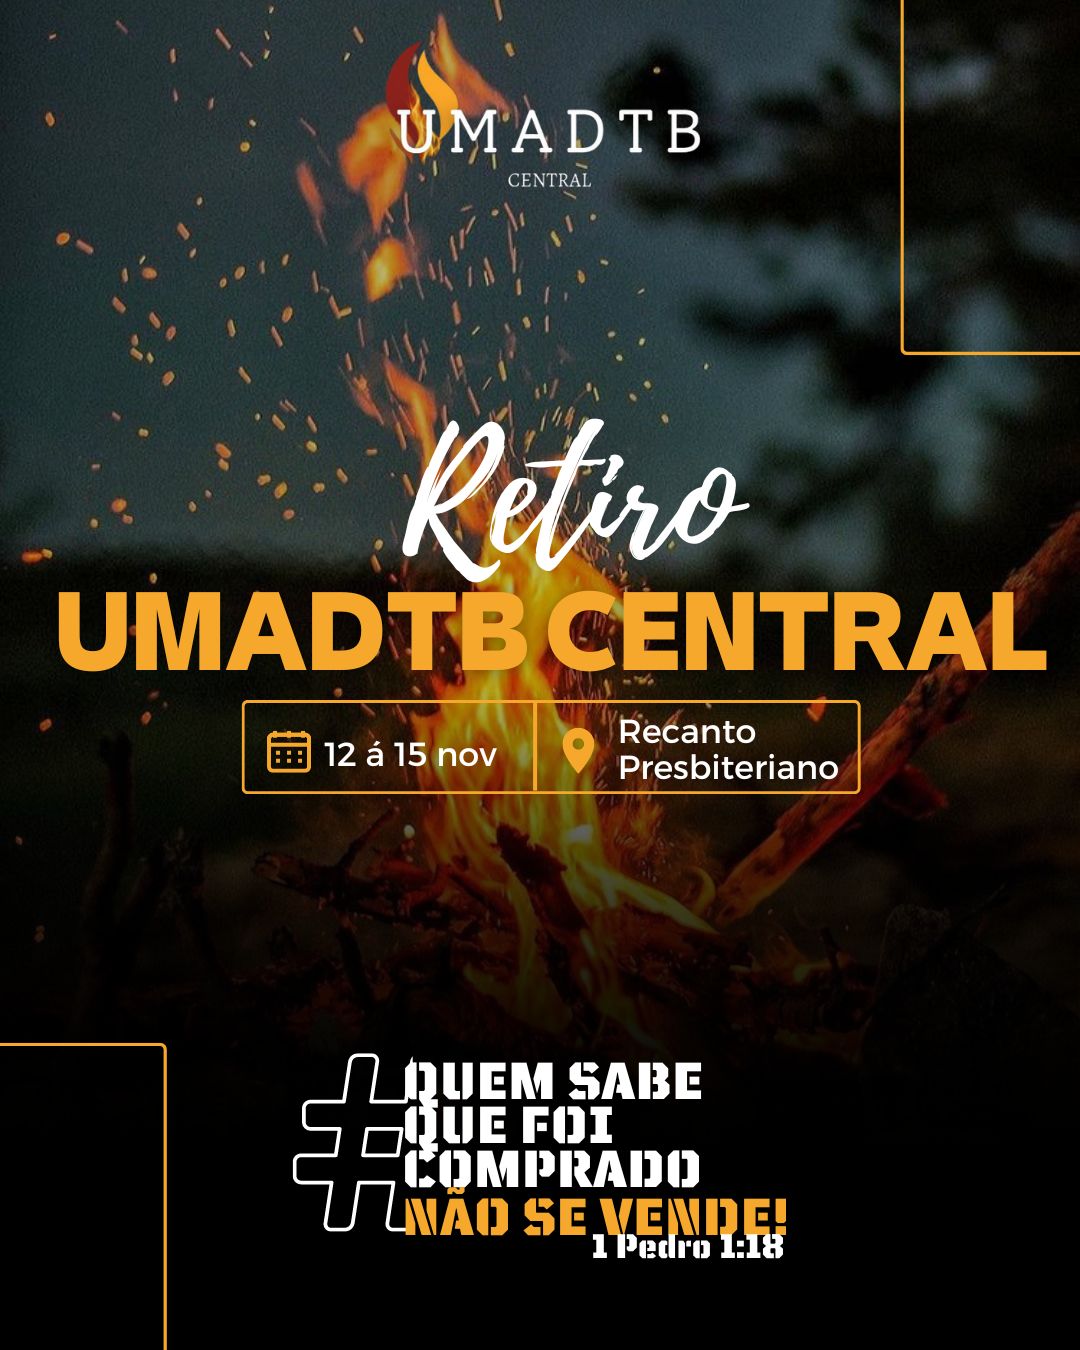 UMADTB
CENTRAL
Retiro
UMADTB CENTRAL
12 á 15 nov
Recanto
Presbiteriano
#QUEM SABE
QUE FOI
COMPRADO
NÃO SE VENDE!
1 Pedro 1:18